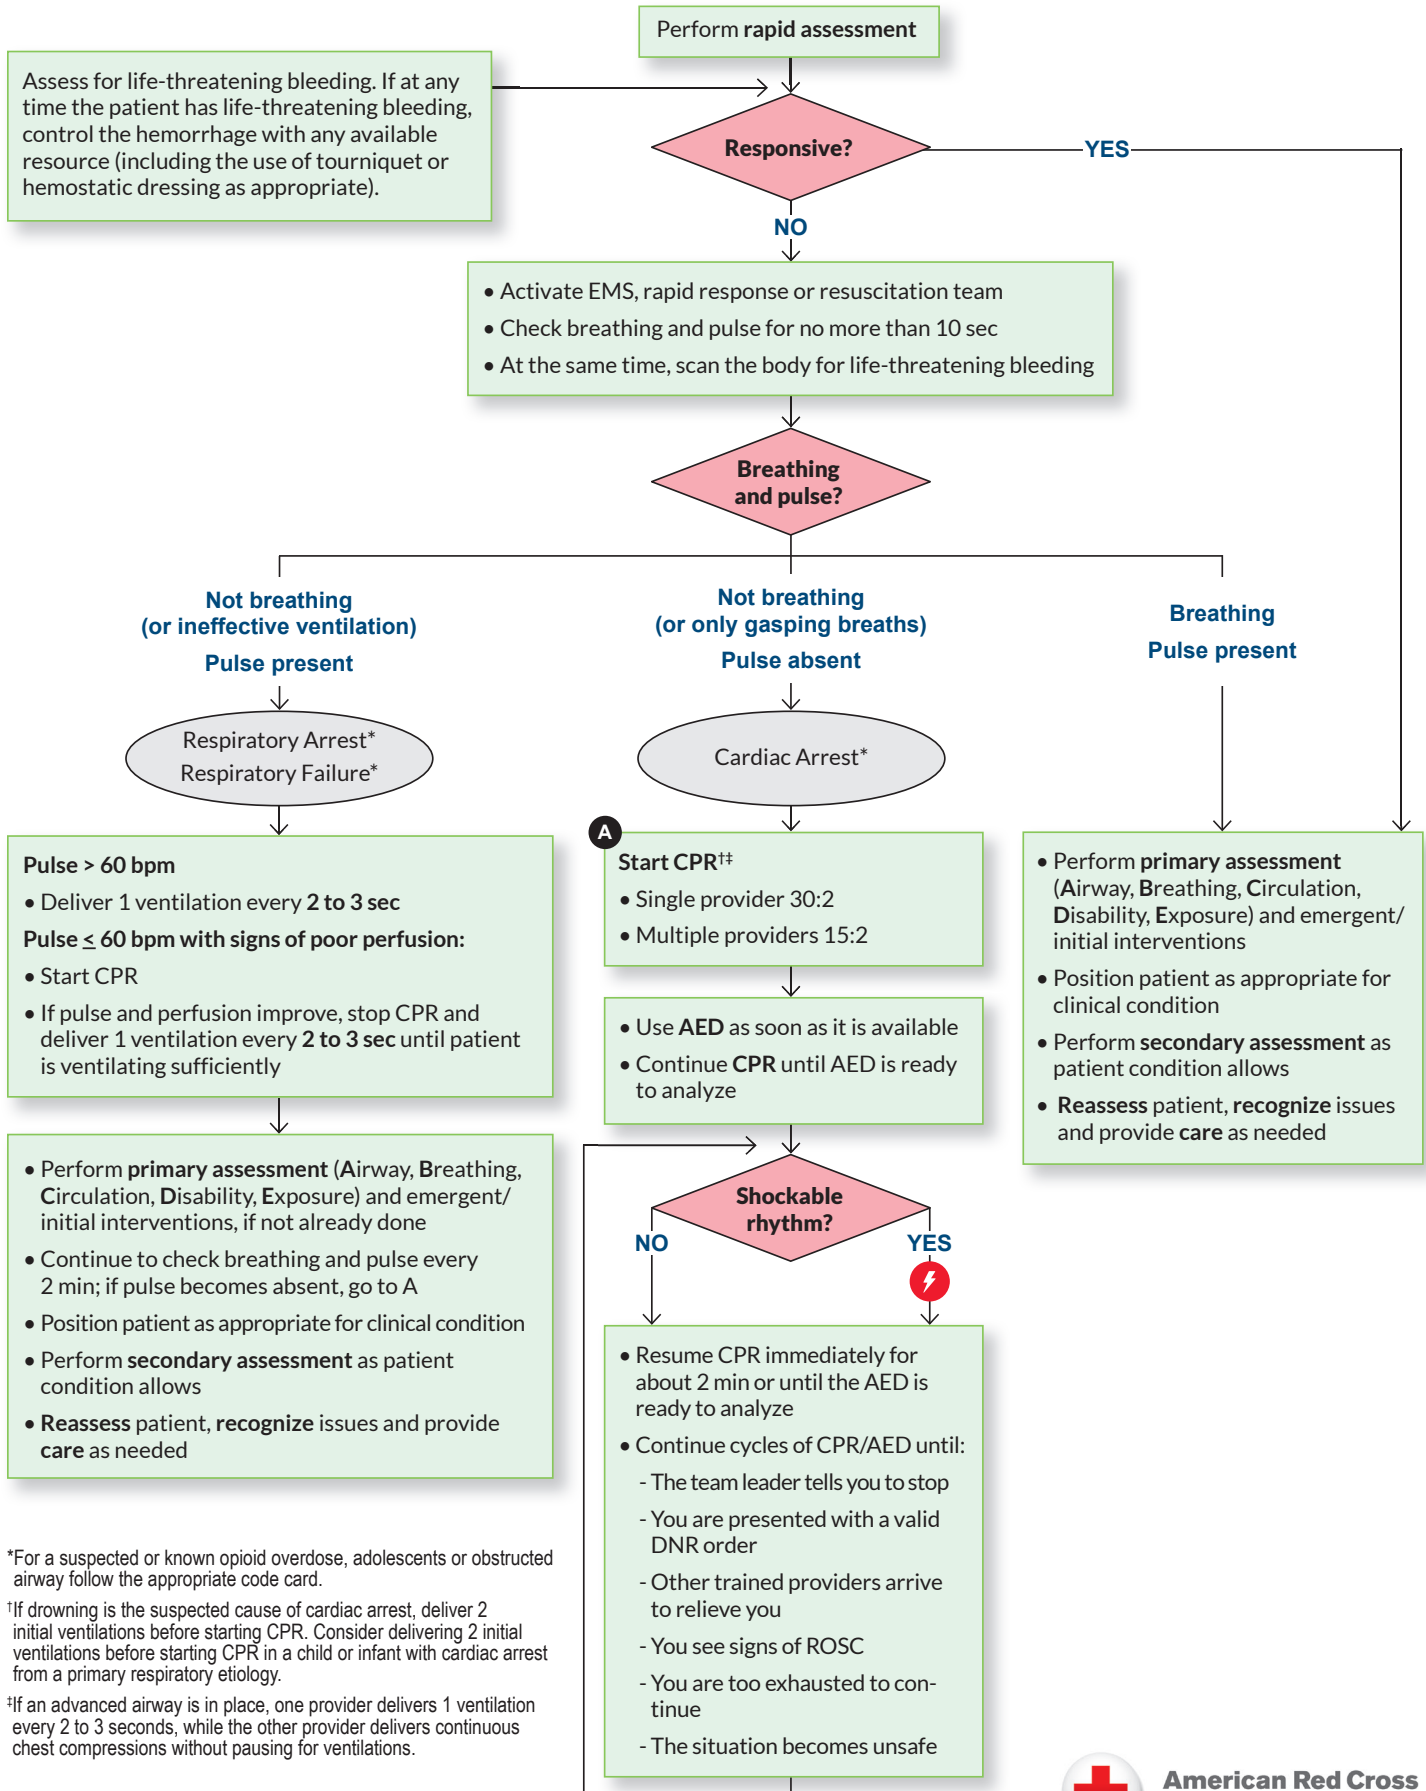 Perform rapid assessment
Assess for life-threatening bleeding. If at any
time the patient has life-threatening bleeding,
control the hemorrhage with any available
resource (including the use of tourniquet or
hemostatic dressing as appropriate).
Responsive?
YES
NO
• Activate EMS, rapid response or resuscitation team
• Check breathing and pulse for no more than 10 sec
• At the same time, scan the body for life-threatening bleeding
Breathing
and pulse?
Not breathing
(or ineffective ventilation)
Pulse present
Not breathing
(or only gasping breaths)
Pulse absent
Breathing
Pulse present
Respiratory Arrest*
Respiratory Failure*
Cardiac Arrest*
Pulse > 60 bpm
• Deliver 1 ventilation every 2 to 3 sec
Pulse ≤ 60 bpm with signs of poor perfusion:
• Start CPR
• If pulse and perfusion improve, stop CPR and
deliver 1 ventilation every 2 to 3 sec until patient
is ventilating sufficiently
A
Start CPR†‡
• Single provider 30:2
• Multiple providers 15:2
• Use AED as soon as it is available
• Continue CPR until AED is ready
to analyze
• Perform primary assessment
(Airway, Breathing, Circulation,
Disability, Exposure) and emergent/
initial interventions
• Position patient as appropriate for
clinical condition
• Perform secondary assessment as
patient condition allows
• Reassess patient, recognize issues
and provide care as needed
• Perform primary assessment (Airway, Breathing,
Circulation, Disability, Exposure) and emergent/
initial interventions, if not already done
• Continue to check breathing and pulse every
2 min; if pulse becomes absent, go to A
• Position patient as appropriate for clinical condition
• Perform secondary assessment as patient
condition allows
• Reassess patient, recognize issues and provide
care as needed
Shockable
rhythm?
NO
YES
• Resume CPR immediately for
about 2 min or until the AED is
ready to analyze
• Continue cycles of CPR/AED until:
- The team leader tells you to stop
- You are presented with a valid
DNR order
- Other trained providers arrive
to relieve you
- You see signs of ROSC
- You are too exhausted to con-
tinue
- The situation becomes unsafe
*For a suspected or known opioid overdose, adolescents or obstructed
airway follow the appropriate code card.
†If drowning is the suspected cause of cardiac arrest, deliver 2
initial ventilations before starting CPR. Consider delivering 2 initial
ventilations before starting CPR in a child or infant with cardiac arrest
from a primary respiratory etiology.
‡If an advanced airway is in place, one provider delivers 1 ventilation
every 2 to 3 seconds, while the other provider delivers continuous
chest compressions without pausing for ventilations.
American Red Cross